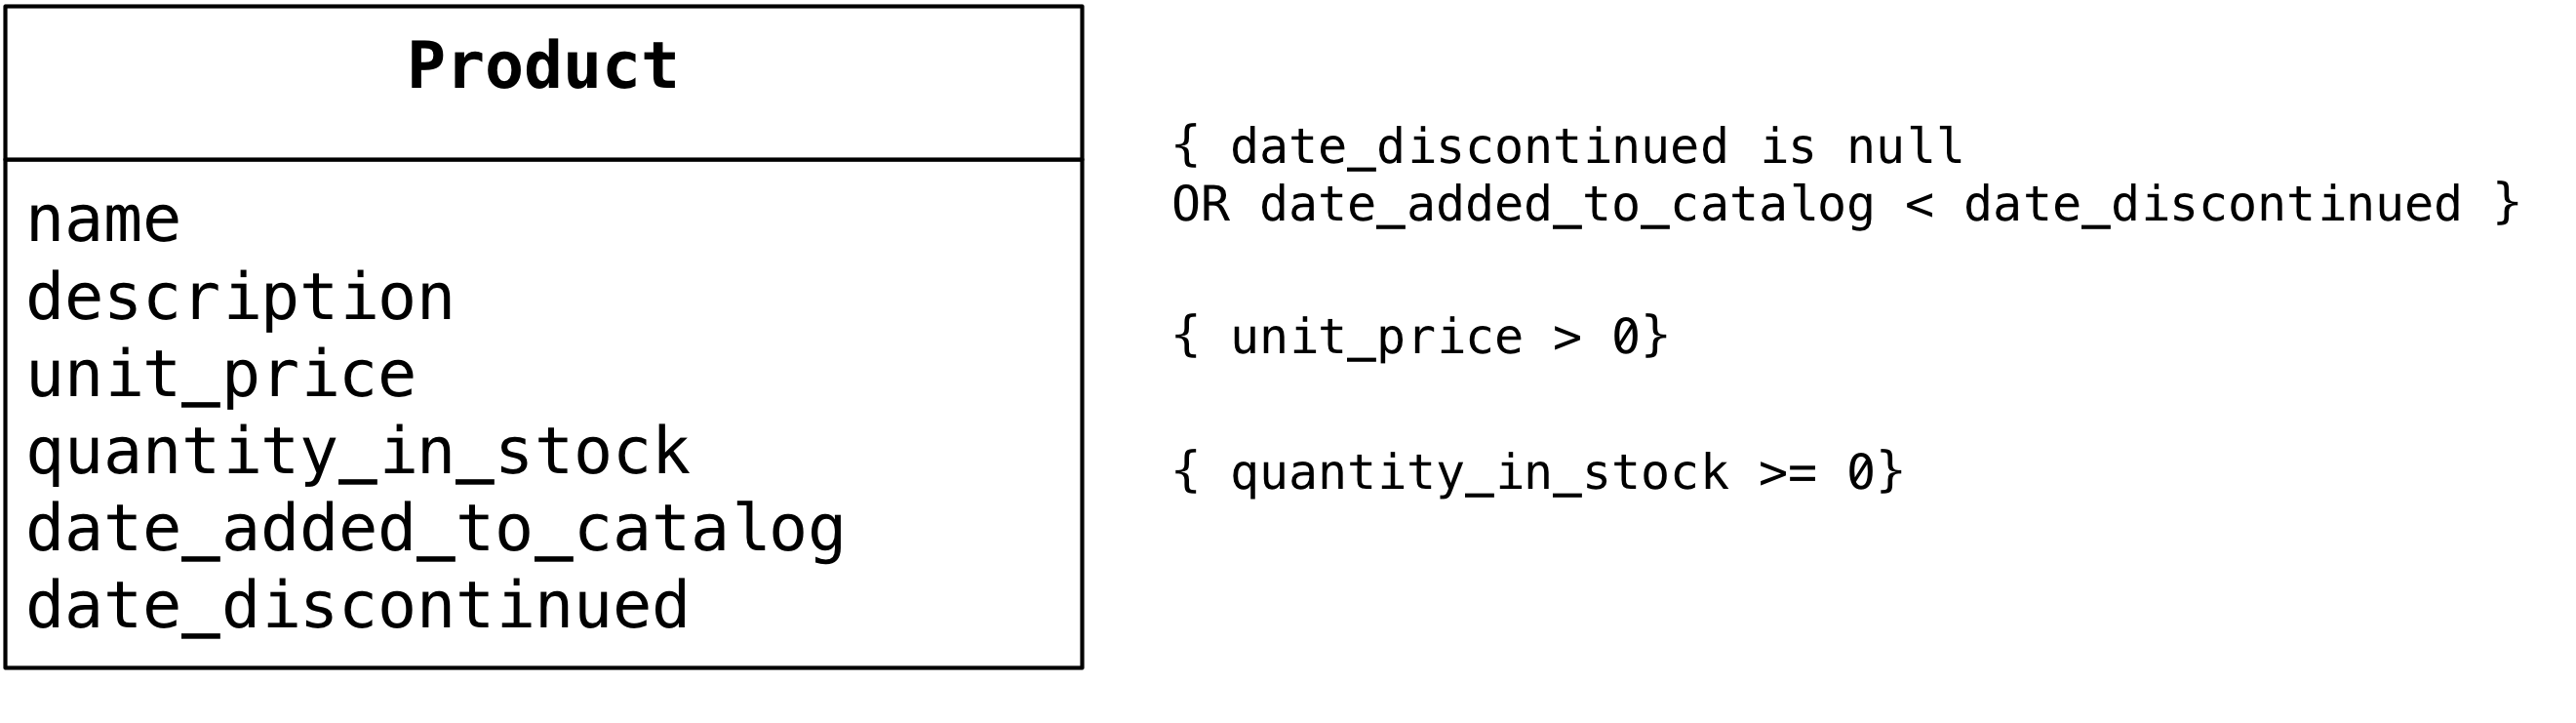 Product
name
description
unit_price
quantity_in_stock
date_added_to_catalog
date_discontinued
{ date_discontinued is null
OR date_added_to_catalog < date_discontinued }
{ unit_price > 0}
{ quantity_in_stock >= 0}